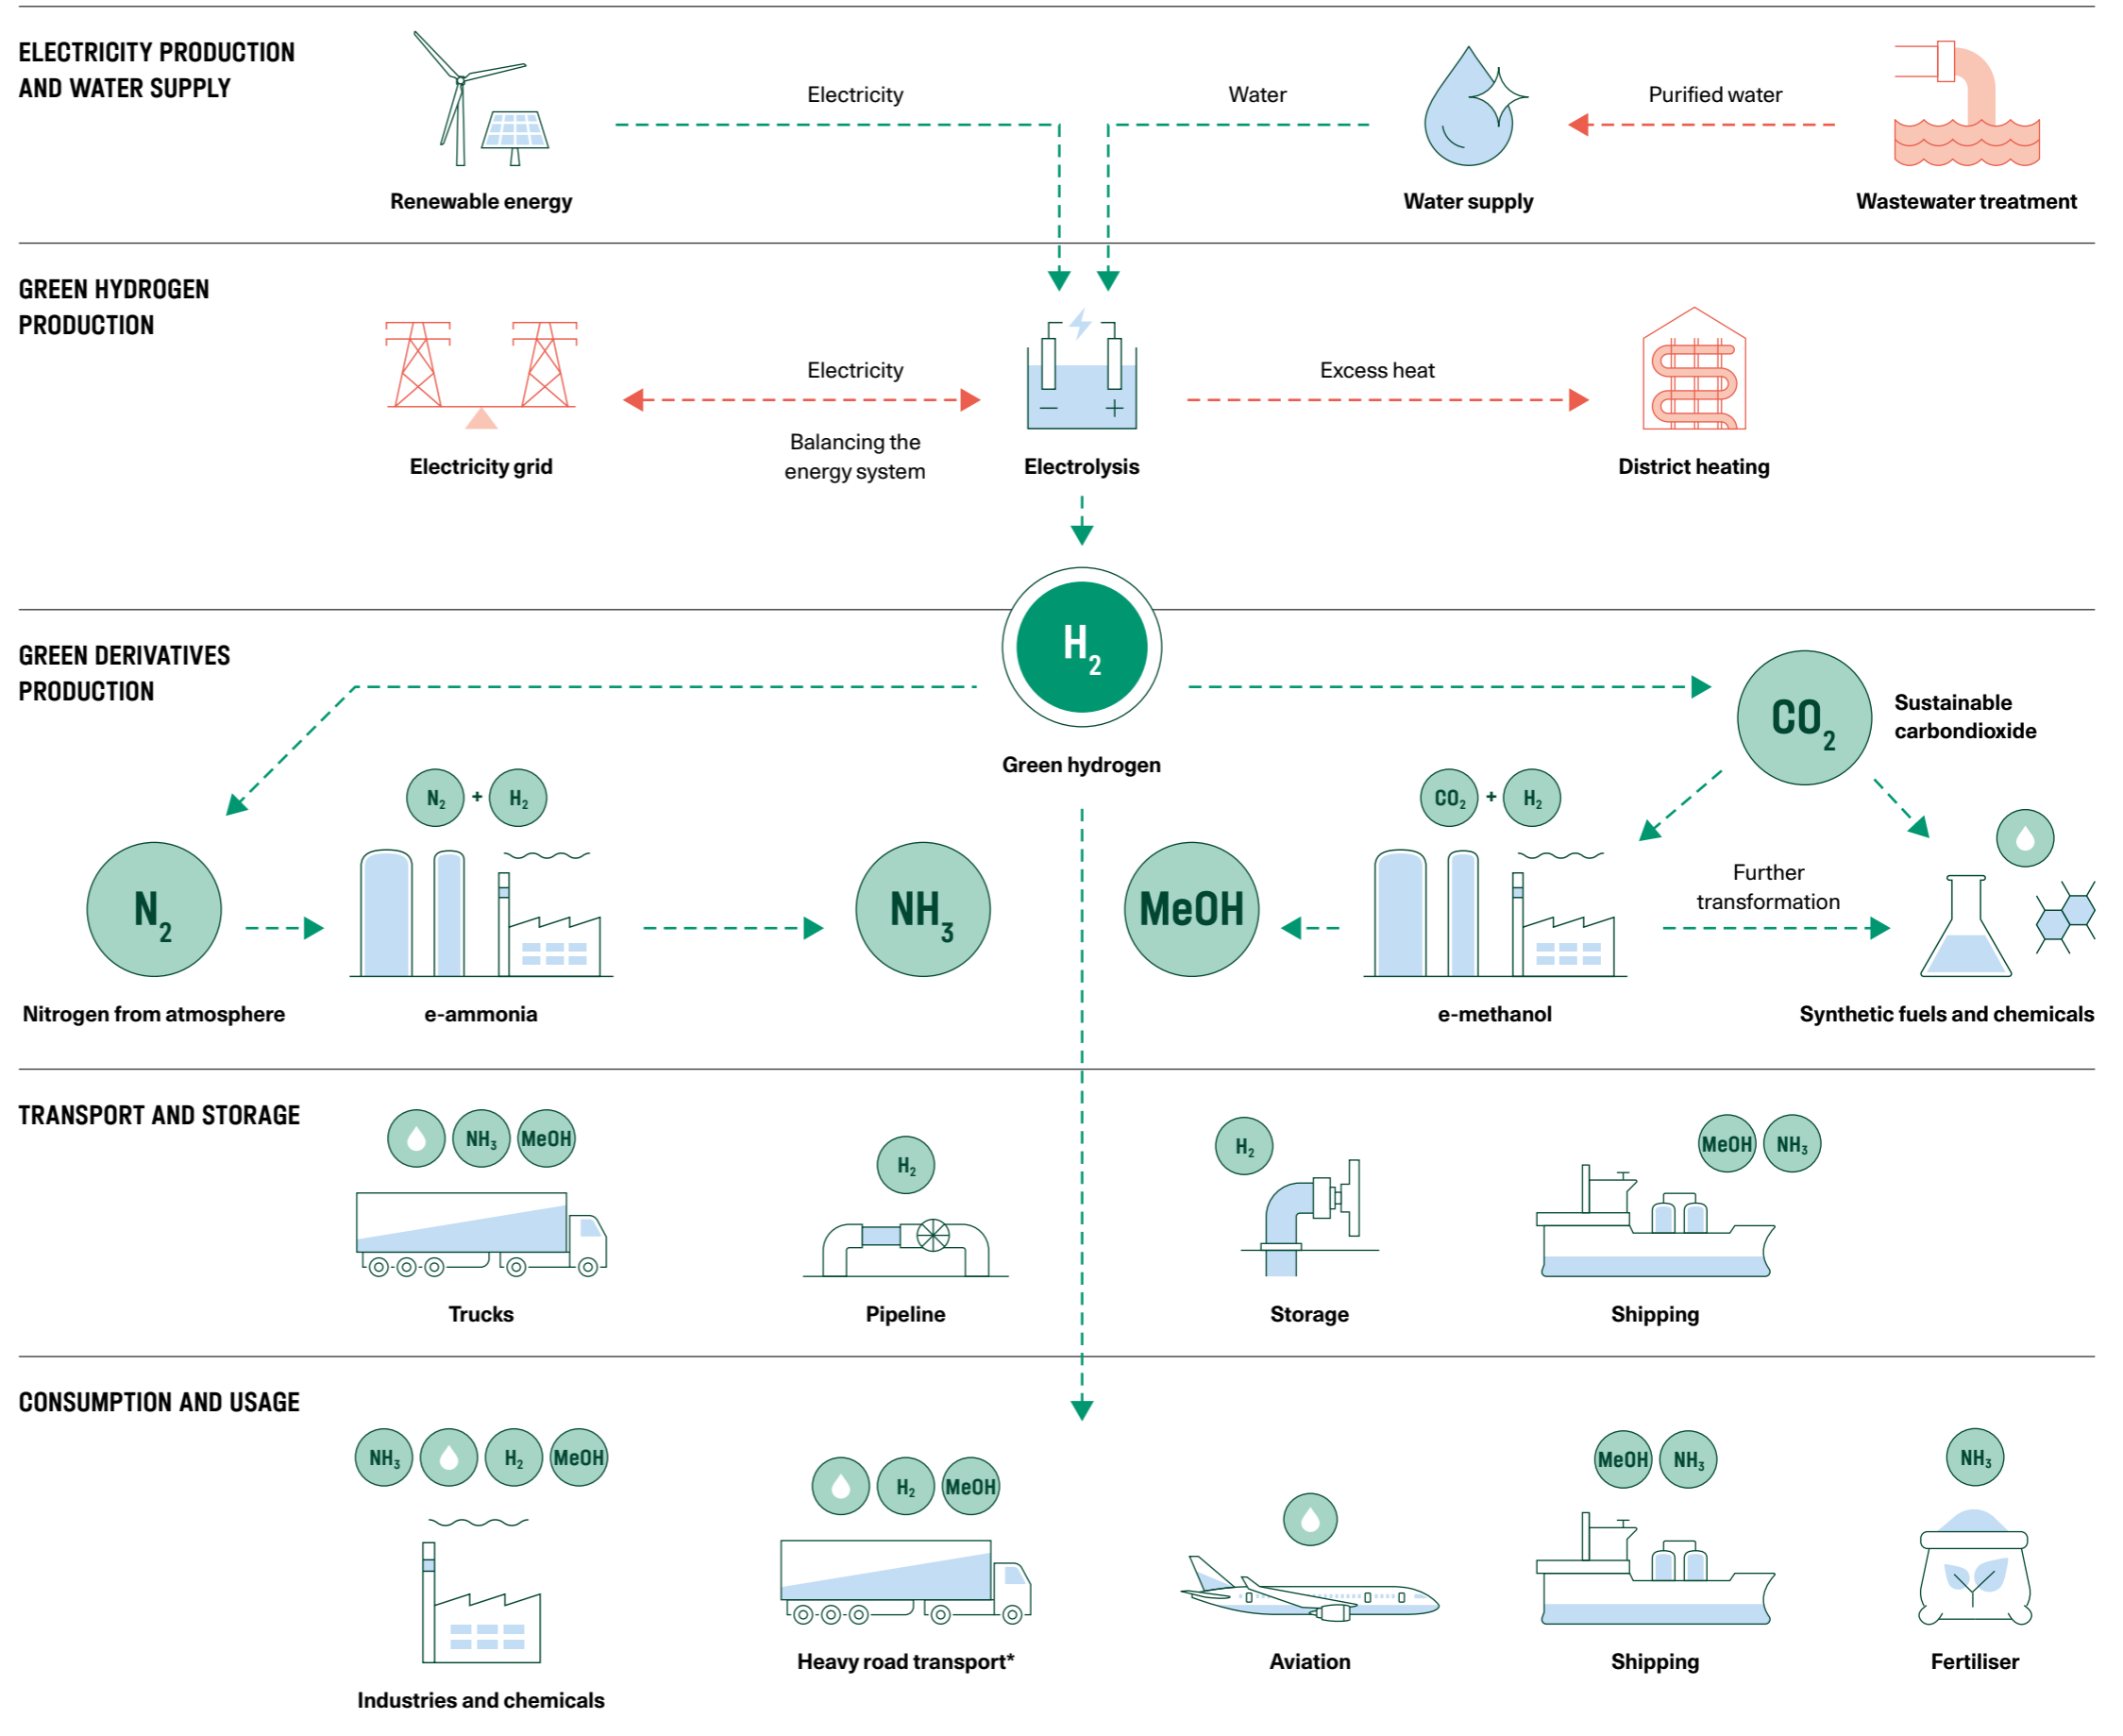 ELECTRICITY PRODUCTION
AND WATER SUPPLY
Electricity
Water
Purified water
Renewable energy
Water supply
Wastewater treatment
GREEN HYDROGEN
PRODUCTION
Electricity
Excess heat
Balancing the
energy system
Electricity grid
Electrolysis
District heating
− +
H₂
GREEN DERIVATIVES
PRODUCTION
CO₂
Sustainable
carbondioxide
Green hydrogen
N₂ + H₂
CO₂ + H₂
N₂
NH₃
MeOH
Further
transformation
Nitrogen from atmosphere
e-ammonia
e-methanol
Synthetic fuels and chemicals
TRANSPORT AND STORAGE
NH₃ MeOH
H₂
H₂
MeOH NH₃
Trucks
Pipeline
Storage
Shipping
CONSUMPTION AND USAGE
NH₃ H₂ MeOH
H₂ MeOH
MeOH NH₃
NH₃
Heavy road transport*
Aviation
Shipping
Fertiliser
Industries and chemicals